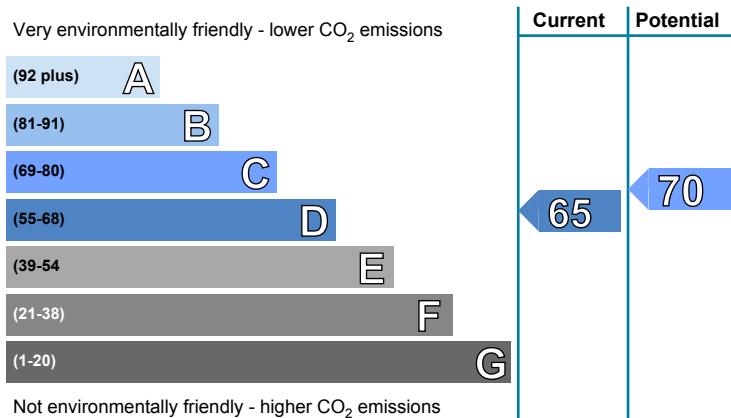 Very environmentally friendly - lower CO₂ emissions
Current
Potential
(92 plus) A
(81-91) B
(69-80) C
(55-68) D
(39-54 E
(21-38) F
(1-20) G
65
70
Not environmentally friendly - higher CO₂ emissions